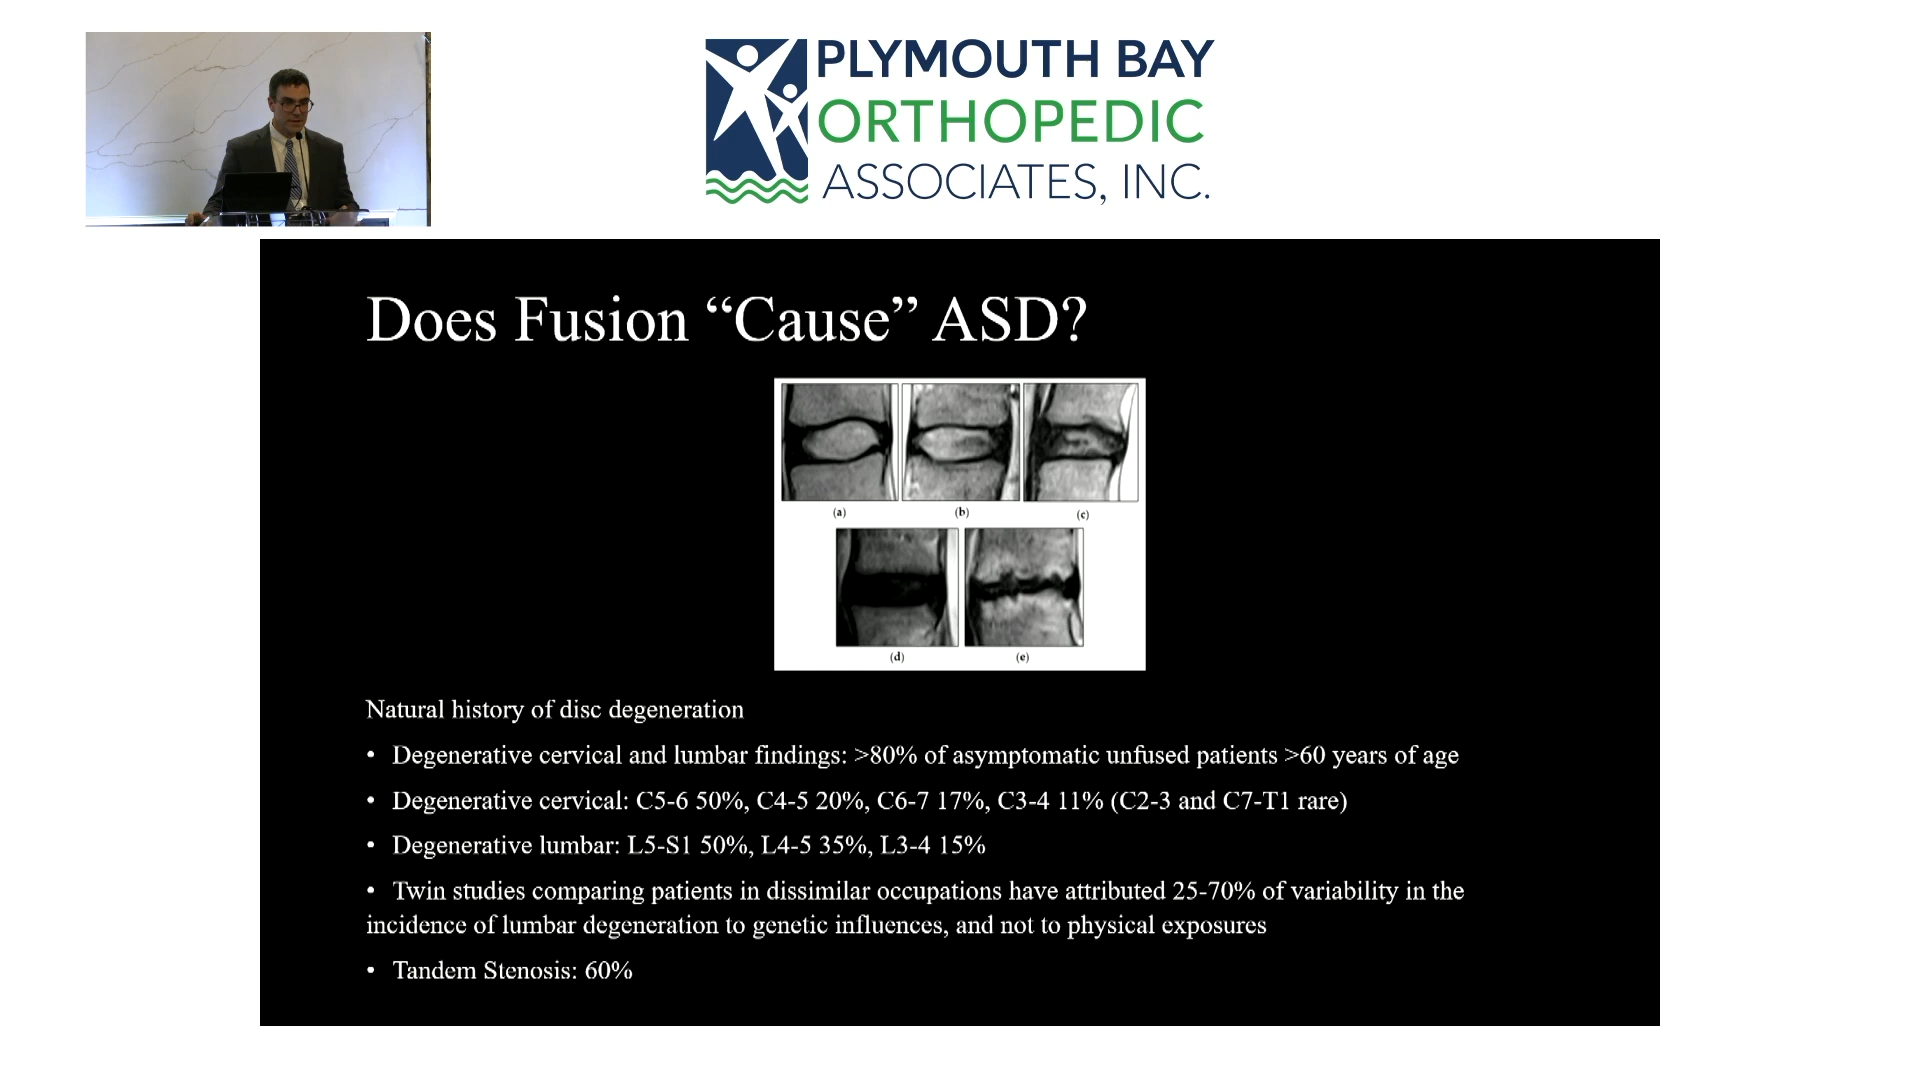 PLYMOUTH BAY
ORTHOPEDIC
ASSOCIATES, INC.
Does Fusion “Cause” ASD?
(a) (b) (c)
(d) (e)
Natural history of disc degeneration
• Degenerative cervical and lumbar findings: >80% of asymptomatic unfused patients >60 years of age
• Degenerative cervical: C5-6 50%, C4-5 20%, C6-7 17%, C3-4 11% (C2-3 and C7-T1 rare)
• Degenerative lumbar: L5-S1 50%, L4-5 35%, L3-4 15%
• Twin studies comparing patients in dissimilar occupations have attributed 25-70% of variability in the
incidence of lumbar degeneration to genetic influences, and not to physical exposures
• Tandem Stenosis: 60%